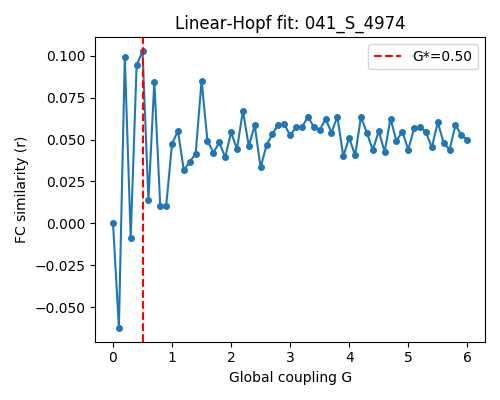 Linear-Hopf fit: 041_S_4974
G*=0.50
FC similarity (r)
0.100
0.075
0.050
0.025
0.000
−0.025
−0.050
0 1 2 3 4 5 6
Global coupling G